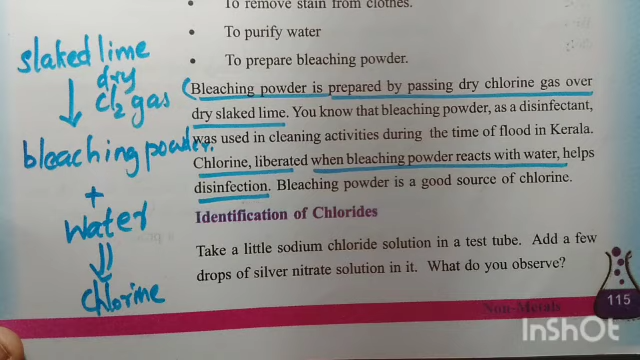 To remove stain from clothes.
• To purify water
• To prepare bleaching powder.
(Bleaching powder is prepared by passing dry chlorine gas over
dry slaked lime. You know that bleaching powder, as a disinfectant,
was used in cleaning activities during the time of flood in Kerala.
Chlorine, liberated when bleaching powder reacts with water, helps
disinfection. Bleaching powder is a good source of chlorine.
Identification of Chlorides
Take a little sodium chloride solution in a test tube. Add a few
drops of silver nitrate solution in it. What do you observe?
slaked lime
dry
Cl2 gas
bleaching powder.
+
Water
Chlorine
Non-Metals
115
InShOt